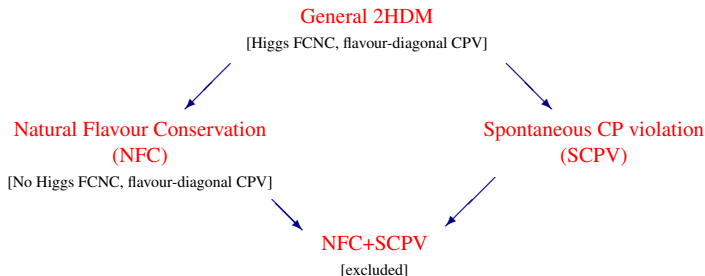 General 2HDM
[Higgs FCNC, flavour-diagonal CPV]
Natural Flavour Conservation
(NFC)
[No Higgs FCNC, flavour-diagonal CPV]
Spontaneous CP violation
(SCPV)
NFC+SCPV
[excluded]